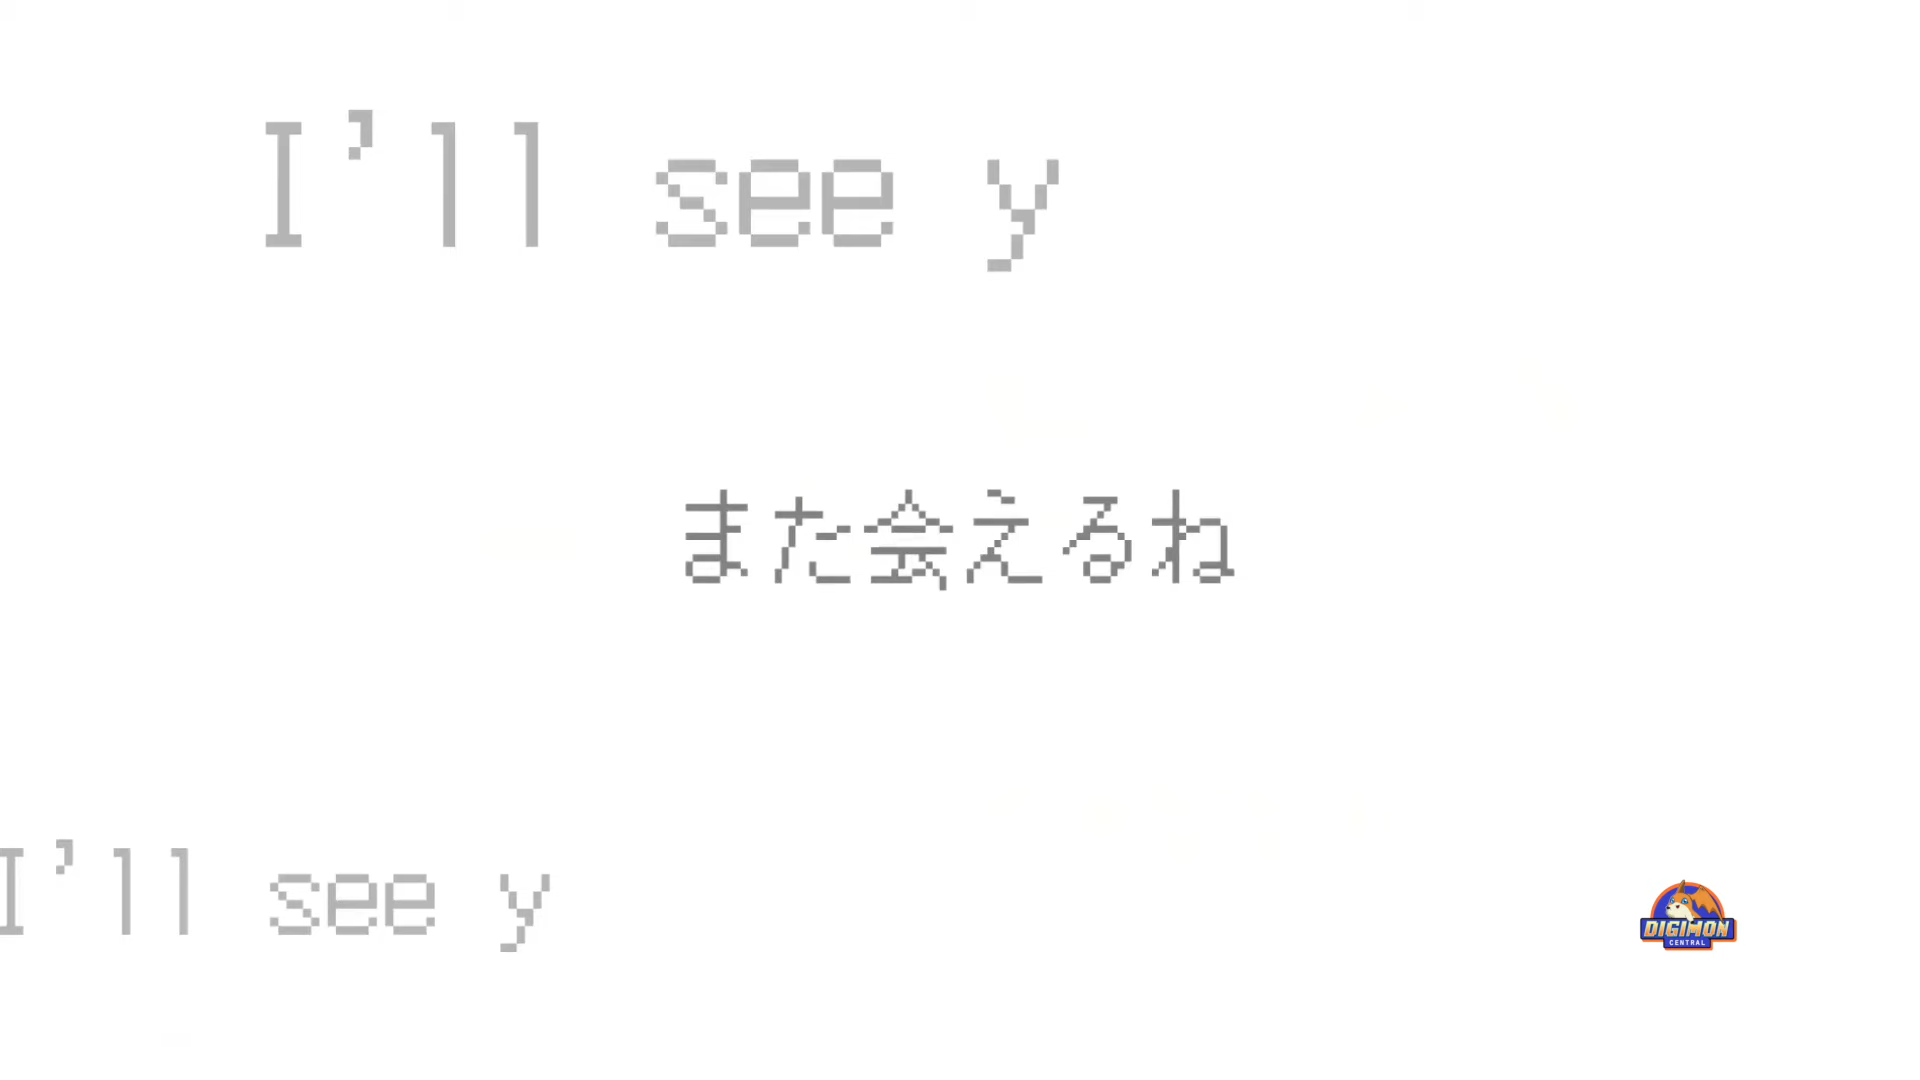 I’ll see y
また会えるね
I’ll see y
DIGIMON
CENTRAL